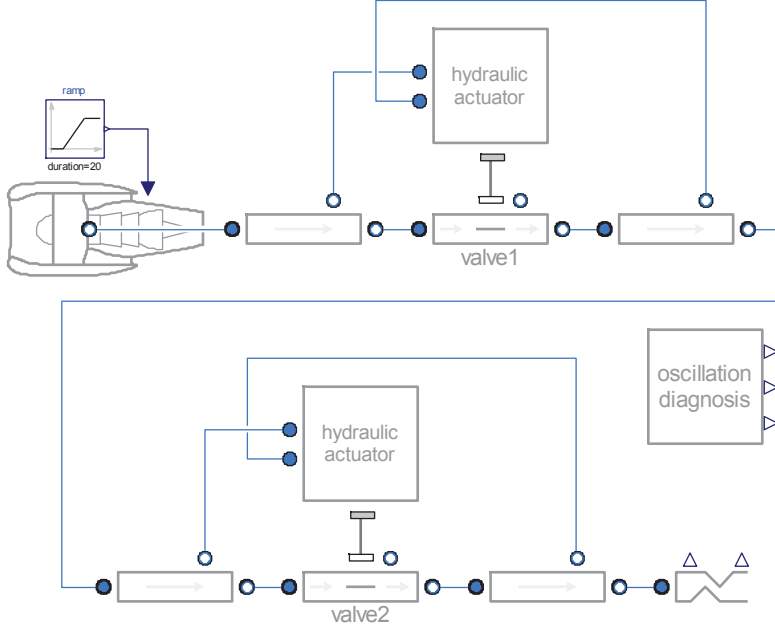 hydraulic
actuator
ramp
duration=20
valve1
oscillation
diagnosis
hydraulic
actuator
valve2